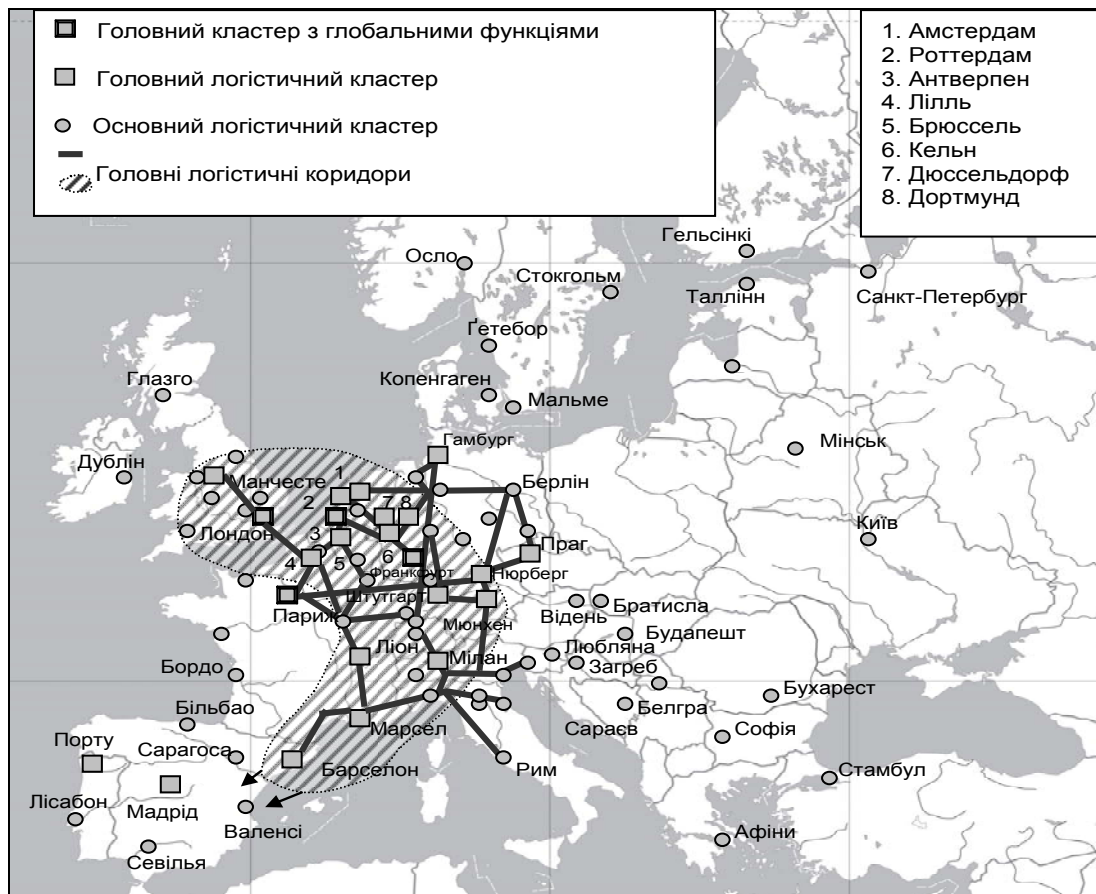 Головний кластер з глобальними функціями
Головний логістичний кластер
Основний логістичний кластер
Головні логістичні коридори
1. Амстердам
2. Роттердам
3. Антверпен
4. Лілль
5. Брюссель
6. Кельн
7. Дюссельдорф
8. Дортмунд
Гельсінкі
Осло
Стокгольм
Таллінн
Санкт-Петербург
Ґетебор
Глазго
Копенгаген
Мальме
Гамбург
Мінськ
Дублін
Манчесте
1
Берлін
2
7 8
Київ
Лондон
3
Праг
4
5
6
Франкфурт
Нюрберг
Штутгарт
Париж
Мюнхен
Відень
Братисла
Будапешт
Ліон
Мілан
Любляна
Загреб
Бордо
Бухарест
Белгра
Більбао
Сараєв
Марсел
Софія
Порту
Сарагоса
Барселон
Рим
Стамбул
Мадрід
Лісабон
Валенсі
Афіни
Севілья